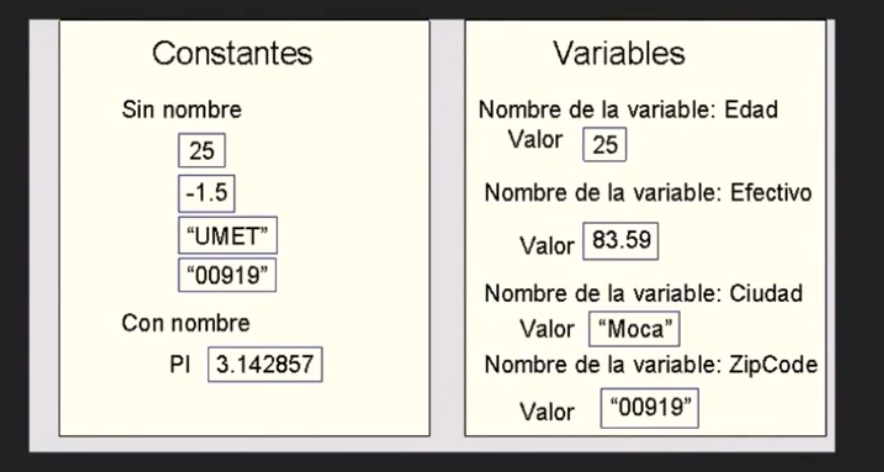 Constantes
Sin nombre
25
-1.5
“UMET”
“00919”
Con nombre
PI 3.142857
Variables
Nombre de la variable: Edad
Valor 25
Nombre de la variable: Efectivo
Valor 83.59
Nombre de la variable: Ciudad
Valor “Moca”
Nombre de la variable: ZipCode
Valor “00919”